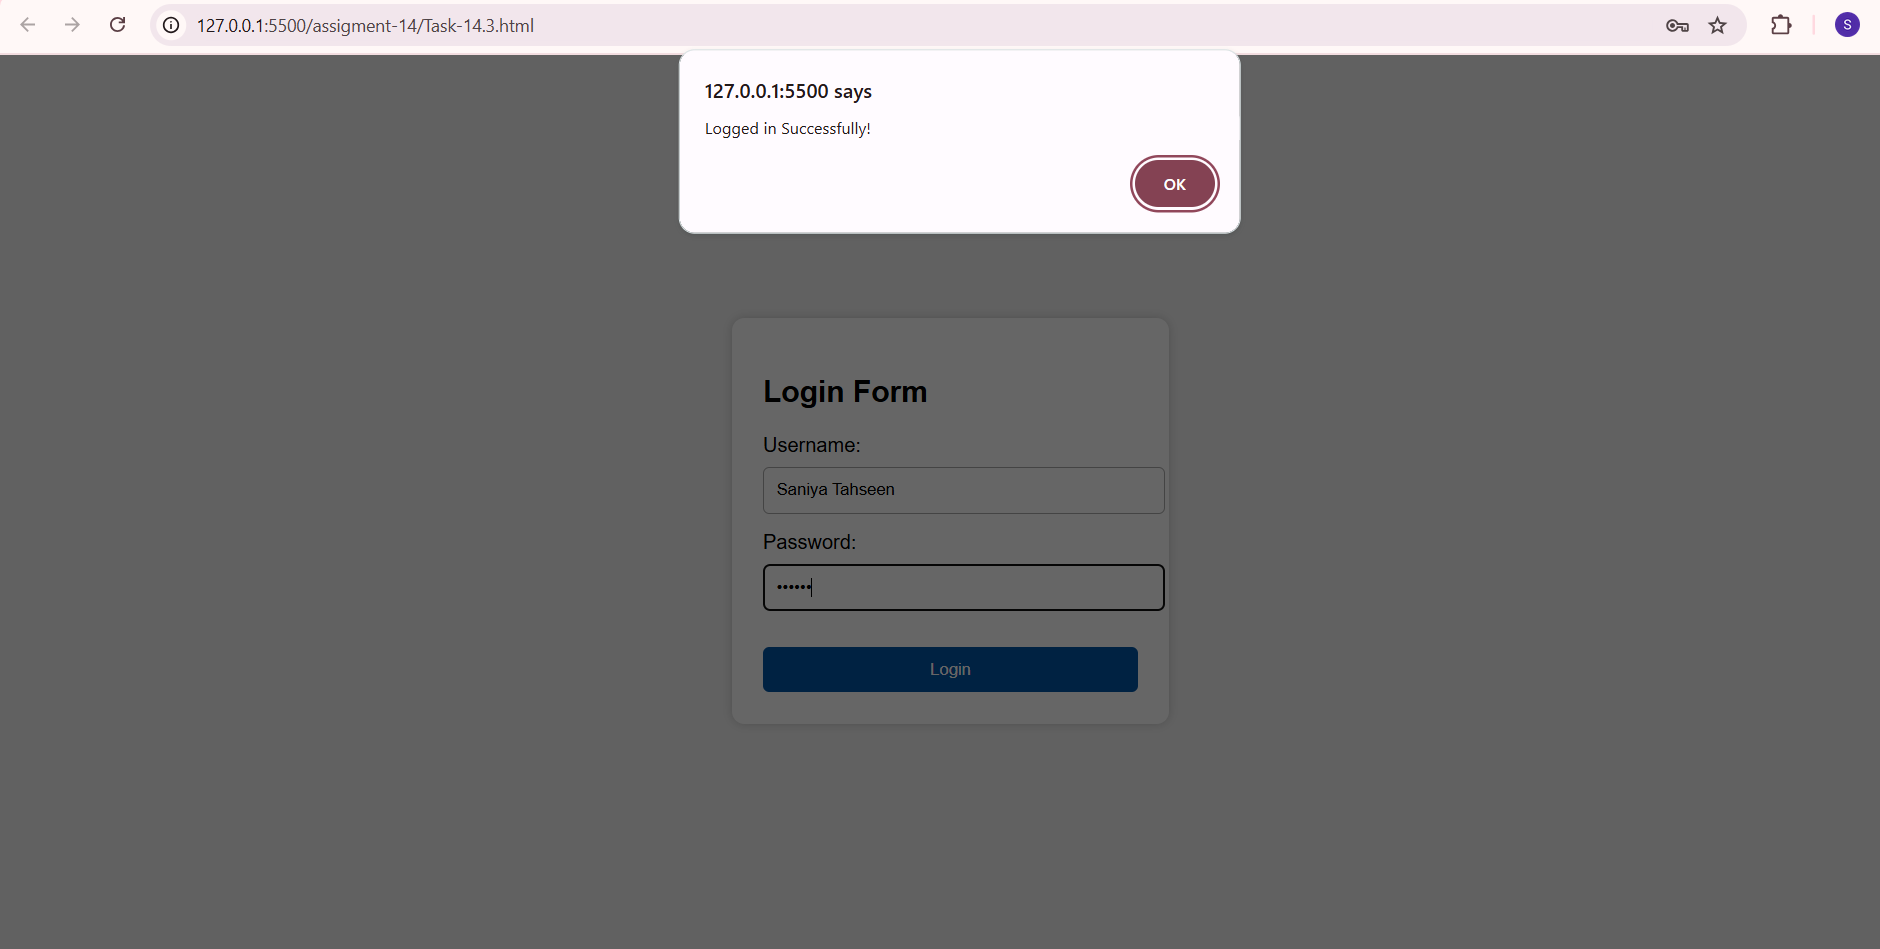 127.0.0.1:5500/assigment-14/Task-14.3.html
S
127.0.0.1:5500 says
Logged in Successfully!
OK
Login Form
Username:
Saniya Tahseen
Password:
••••••
Login